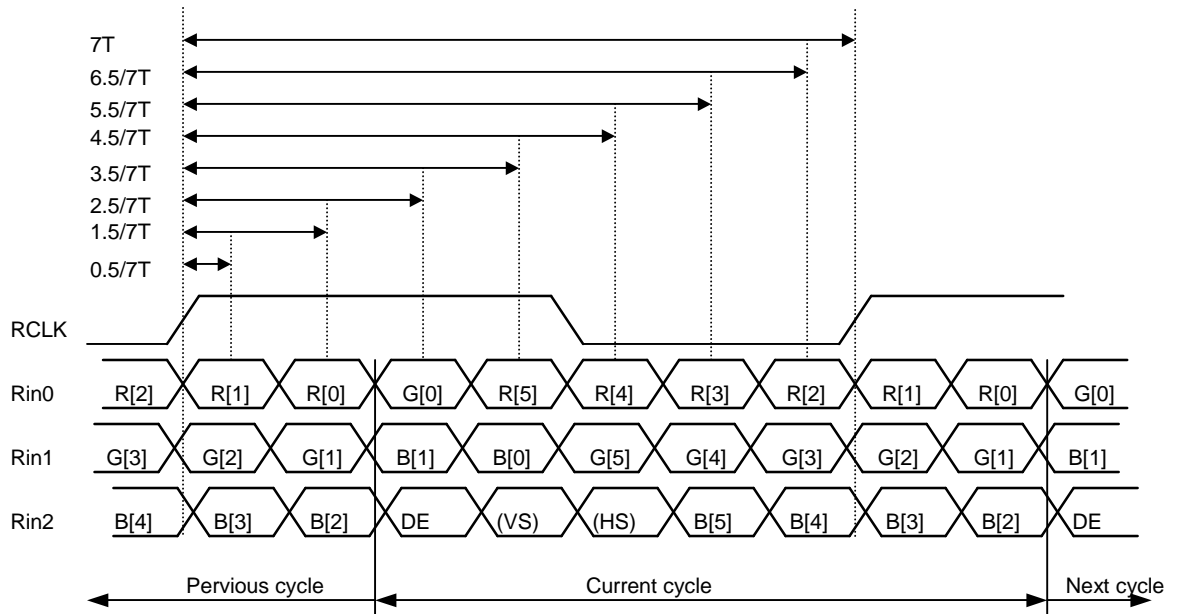 7T
6.5/7T
5.5/7T
4.5/7T
3.5/7T
2.5/7T
1.5/7T
0.5/7T
RCLK
Rin0 R[2] R[1] R[0] G[0] R[5] R[4] R[3] R[2] R[1] R[0] G[0]
Rin1 G[3] G[2] G[1] B[1] B[0] G[5] G[4] G[3] G[2] G[1] B[1]
Rin2 B[4] B[3] B[2] DE (VS) (HS) B[5] B[4] B[3] B[2] DE
Pervious cycle Current cycle Next cycle